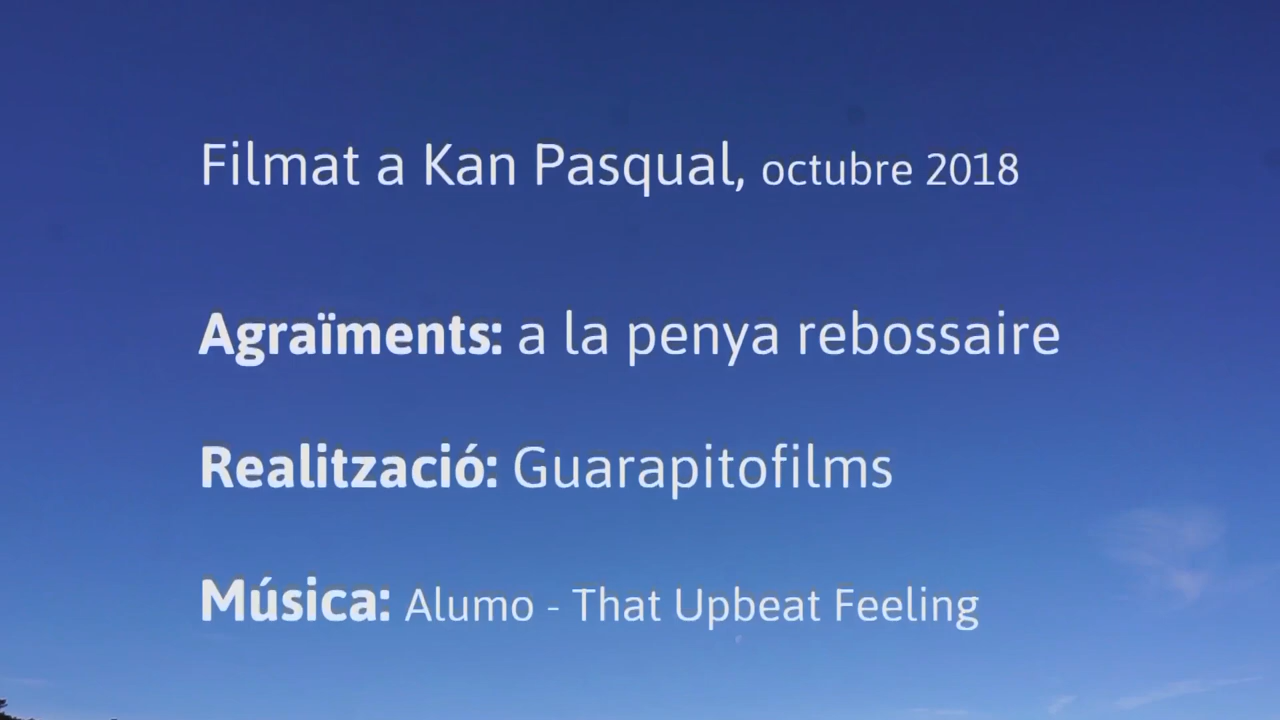 Filmat a Kan Pasqual, octubre 2018
Agraïments: a la penya rebossaire
Realització: Guarapitofilms
Música: Alumo - That Upbeat Feeling